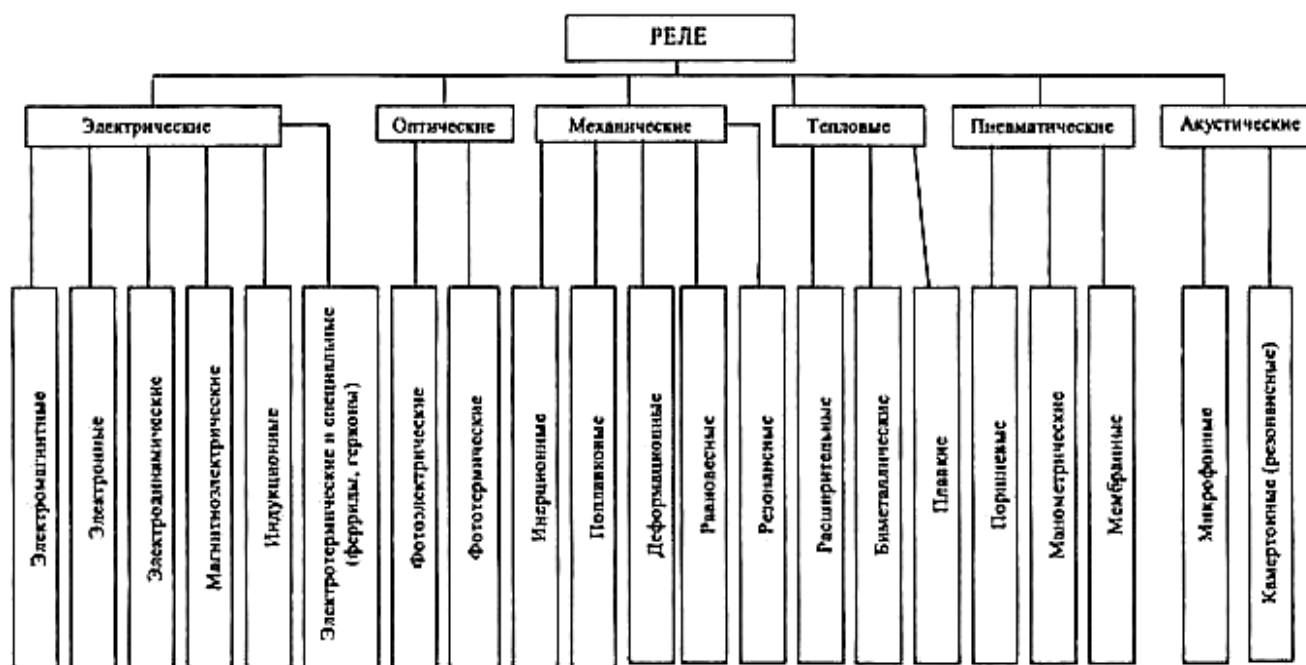 РЕЛЕ
Электрические
Оптические
Механические
Тепловые
Пневматические
Акустические
Электромагнитные
Электронные
Электродинамические
Магнитноэлектрические
Индукционные
Электротермические и специальные
(ферриды, герконы)
Фотоэлектрические
Фототермические
Инерционные
Поплавковые
Деформационные
Равновесные
Резонансные
Расширительные
Биметаллические
Плавкие
Поршневые
Манометрические
Мембранные
Микрофонные
Камертонные (резонансные)